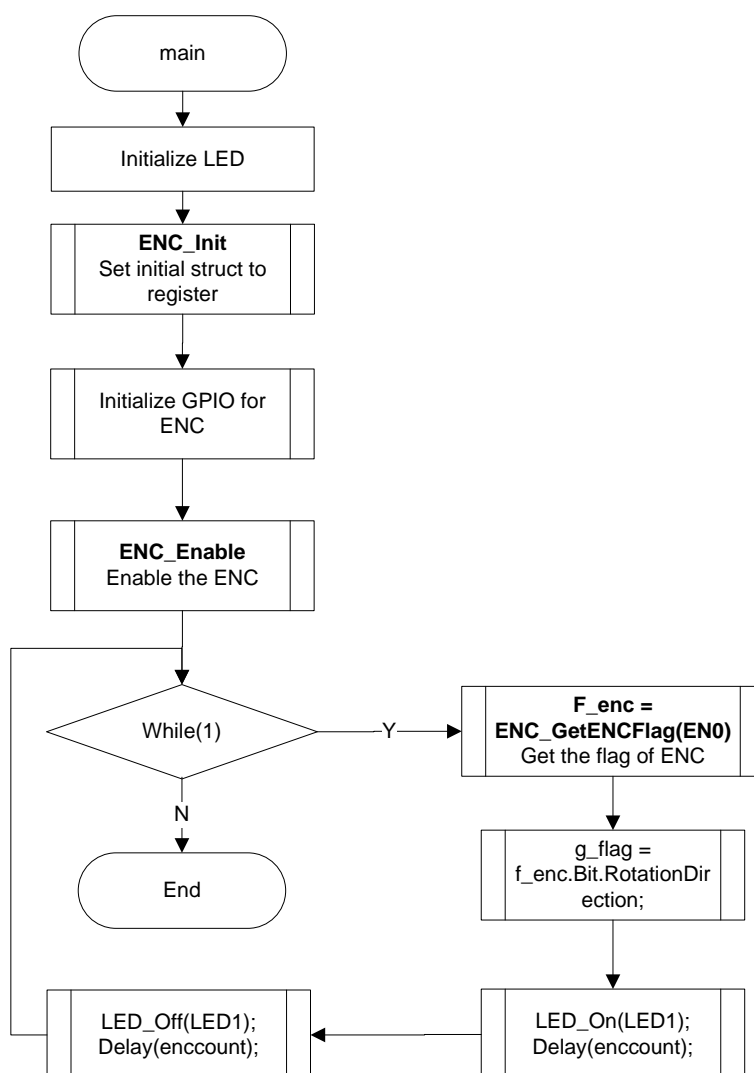 main
Initialize LED
ENC_Init
Set initial struct to
register
Initialize GPIO for
ENC
ENC_Enable
Enable the ENC
While(1)
Y
F_enc =
ENC_GetENCFlag(EN0)
Get the flag of ENC
N
g_flag =
f_enc.Bit.RotationDir
ection;
End
LED_On(LED1);
Delay(enccount);
LED_Off(LED1);
Delay(enccount);